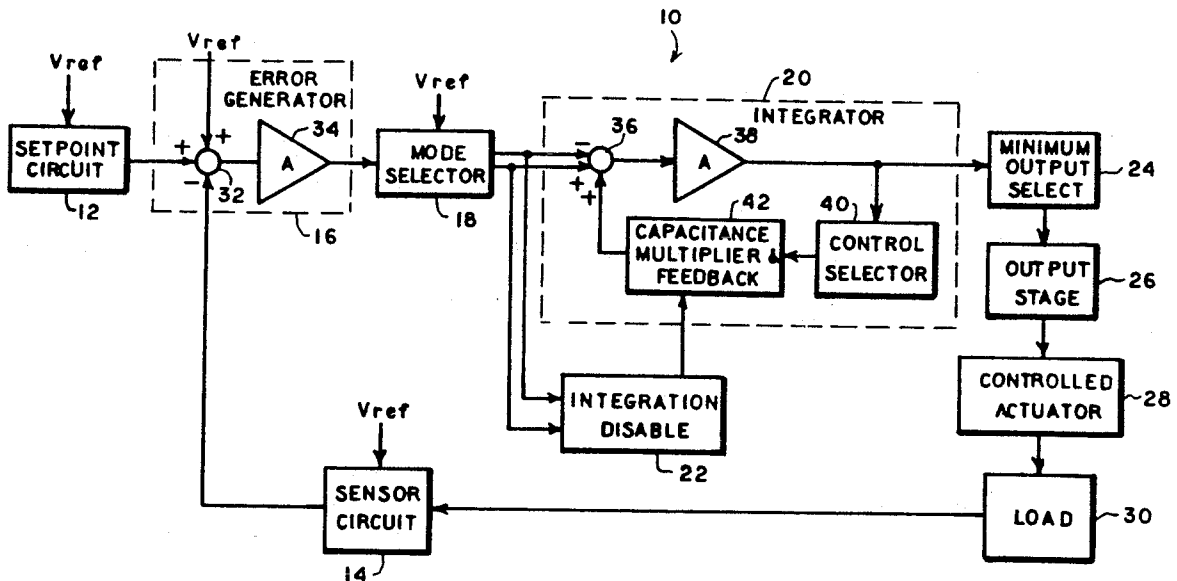 10
Vref
Vref
ERROR
GENERATOR
Vref
20
INTEGRATOR
34
36
38
SETPOINT
CIRCUIT
+
+
-
32
A
MODE
SELECTOR
-
+
+
A
MINIMUM
OUTPUT
SELECT
24
12
16
18
42
40
CAPACITANCE
MULTIPLIER &
FEEDBACK
CONTROL
SELECTOR
OUTPUT
STAGE
26
INTEGRATION
DISABLE
22
CONTROLLED
ACTUATOR
28
Vref
SENSOR
CIRCUIT
14
LOAD
30